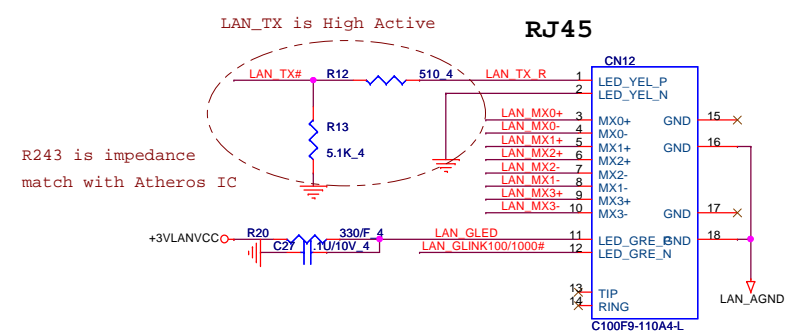 LAN_TX is High Active
RJ45
CN12
LAN_TX#
R12
510_4
LAN_TX_R
1
LED_YEL_P
2
LED_YEL_N
R13
5.1K_4
LAN_MX0+
3
MX0+
GND
15
LAN_MX0-
4
MX0-
LAN_MX1+
5
MX1+
GND
16
LAN_MX2+
6
MX2+
LAN_MX2-
7
MX2-
LAN_MX1-
8
MX1-
LAN_MX3+
9
MX3+
LAN_MX3-
10
MX3-
GND
17
R243 is impedance
match with Atheros IC
+3VLANVCC
R20
330/F_4
LAN_GLED
11
LED_GRE_P
GND
18
C27
.1U/10V_4
LAN_GLINK100/1000#
12
LED_GRE_N
13
TIP
14
RING
LAN_AGND
C100F9-110A4-L